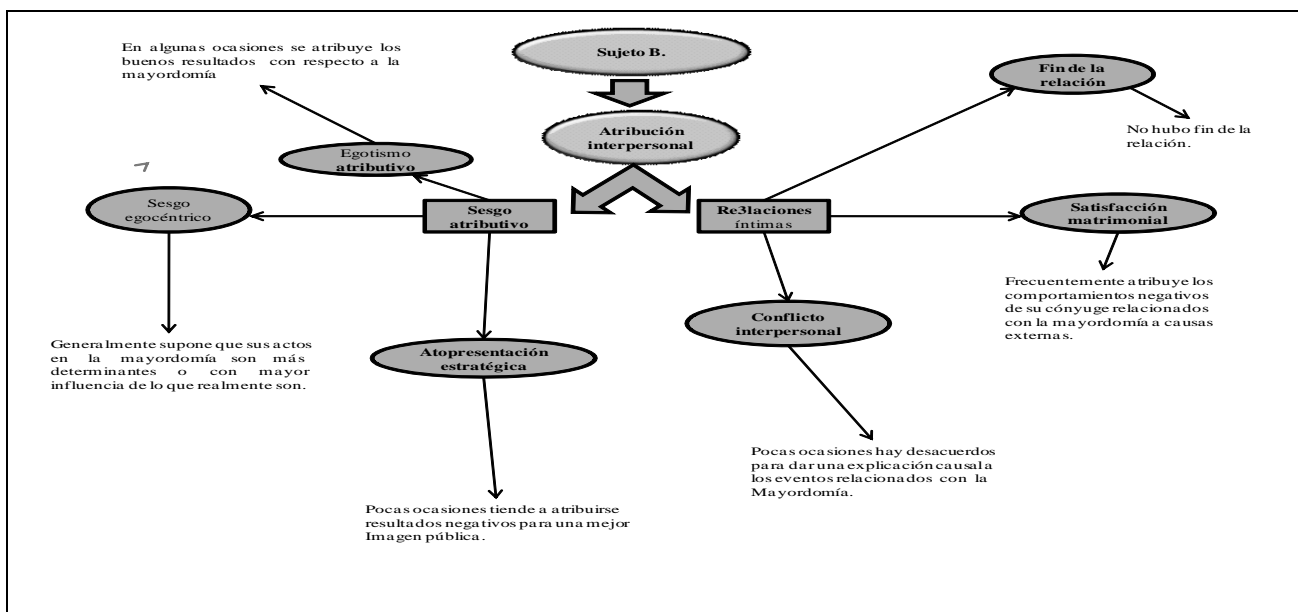 Sujeto B.
Atribución
interpersonal
En algunas ocasiones se atribuye los
buenos resultados con respecto a la
mayordomía
Egotismo
atributivo
Sesgo
egocéntrico
Sesgo
atributivo
Generalmente supone que sus actos
en la mayordomía son más
determinantes o con mayor
influencia de lo que realmente son.
Atopresentación
estratégica
Pocas ocasiones tiende a atribuirse
resultados negativos para una mejor
Imagen pública.
Re3laciones
íntimas
Fin de la
relación
No hubo fin de la
relación.
Satisfacción
matrimonial
Frecuentemente atribuye los
comportamientos negativos
de su cónyuge relacionados
con la mayordomía a causas
externas.
Conflicto
interpersonal
Pocas ocasiones hay desacuerdos
para dar una explicación causal a
los eventos relacionados con la
Mayordomía.